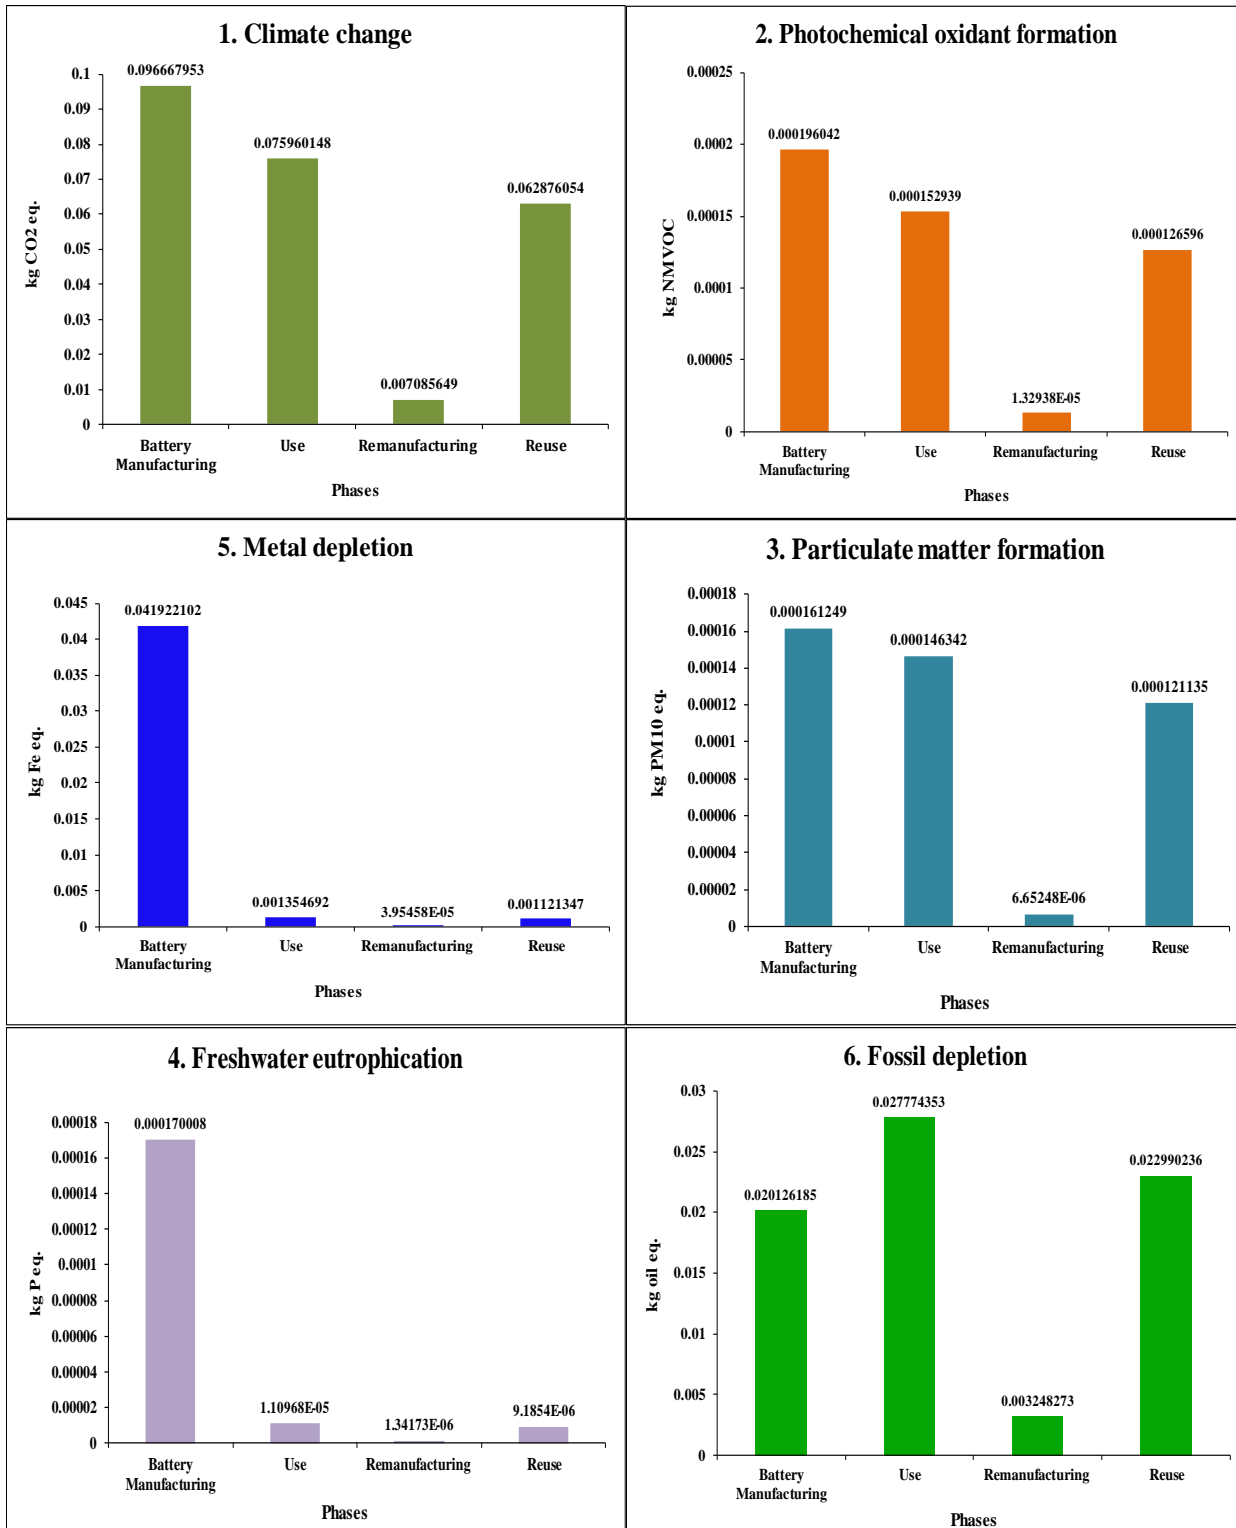 1. Climate change
kg CO2 eq.
0.1
0.09
0.08
0.07
0.06
0.05
0.04
0.03
0.02
0.01
0
0.096667953
0.075960148
0.007085649
0.062876054
Battery Manufacturing
Use
Remanufacturing
Reuse
Phases
2. Photochemical oxidant formation
kg NMVOC
0.00025
0.0002
0.00015
0.0001
0.00005
0
0.000196042
0.000152939
1.32938E-05
0.000126596
Battery Manufacturing
Use
Remanufacturing
Reuse
Phases
5. Metal depletion
kg Fe eq.
0.045
0.04
0.035
0.03
0.025
0.02
0.015
0.01
0.005
0
0.041922102
0.001354692
3.95458E-05
0.001121347
Battery Manufacturing
Use
Remanufacturing
Reuse
Phases
3. Particulate matter formation
kg PM10 eq.
0.00018
0.00016
0.00014
0.00012
0.0001
0.00008
0.00006
0.00004
0.00002
0
0.000161249
0.000146342
6.65248E-06
0.000121135
Battery Manufacturing
Use
Remanufacturing
Reuse
Phases
4. Freshwater eutrophication
kg P eq.
0.00018
0.00016
0.00014
0.00012
0.0001
0.00008
0.00006
0.00004
0.00002
0
0.000170008
1.10968E-05
1.34173E-06
9.1854E-06
Battery Manufacturing
Use
Remanufacturing
Reuse
Phases
6. Fossil depletion
kg oil eq.
0.03
0.025
0.02
0.015
0.01
0.005
0
0.020126185
0.027774353
0.003248273
0.022990236
Battery Manufacturing
Use
Remanufacturing
Reuse
Phases